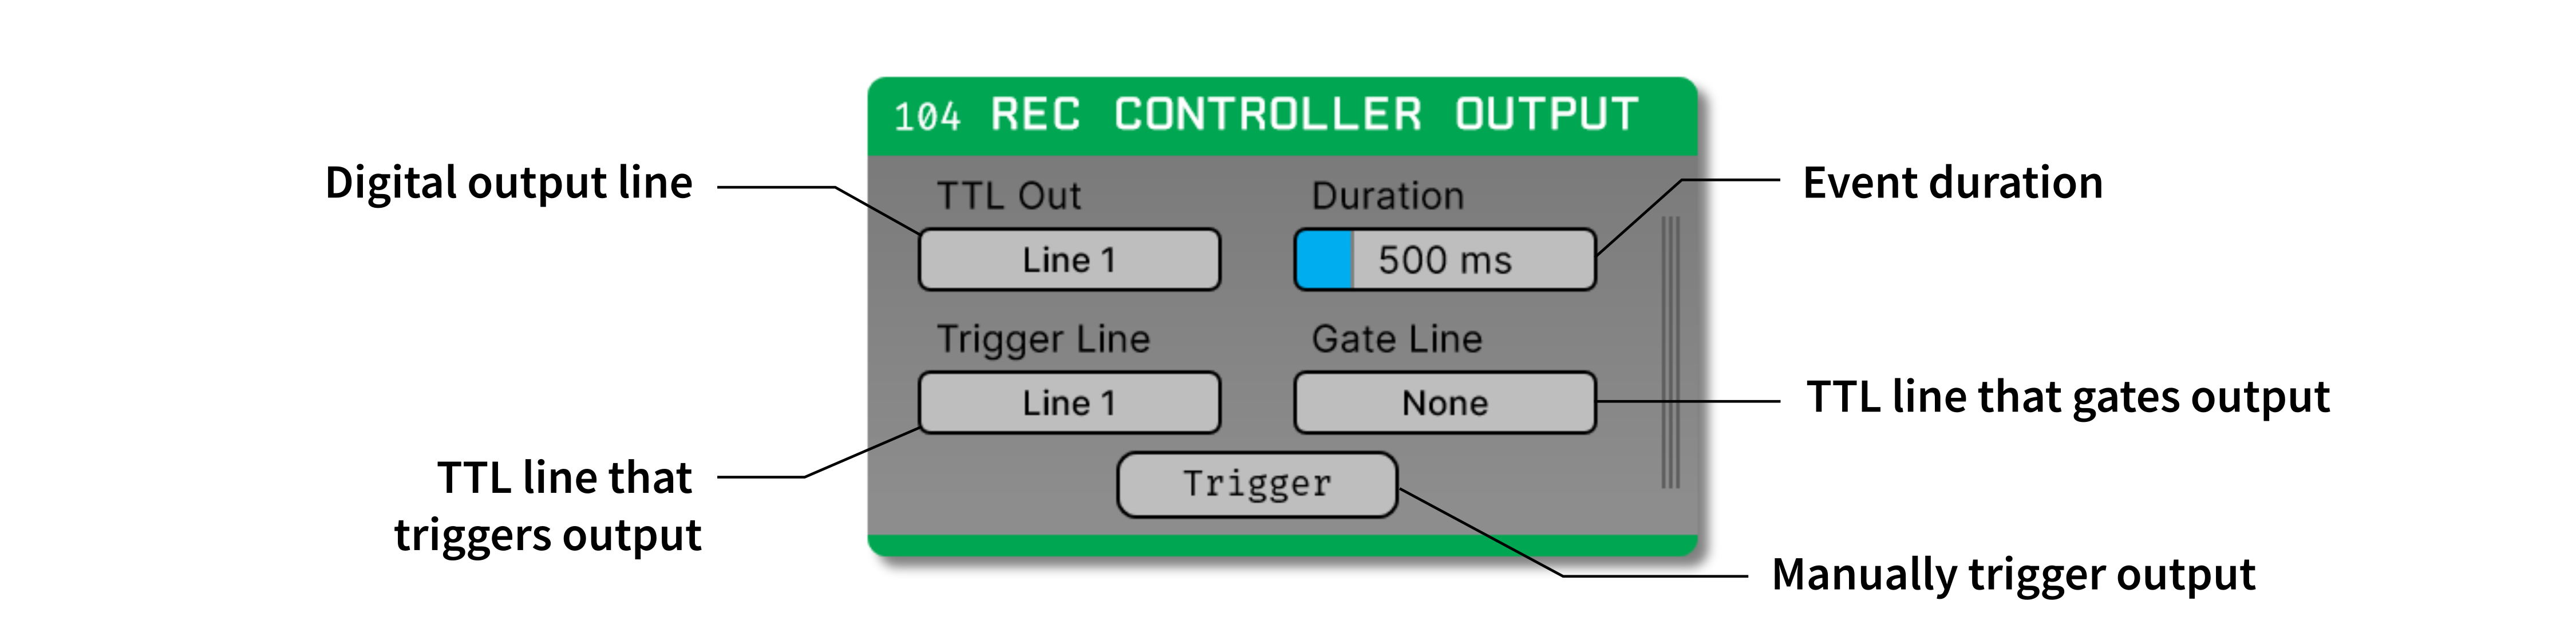 104 REC CONTROLLER OUTPUT
Digital output line
TTL Out
Duration
Event duration
Line 1
500 ms
Trigger Line
Gate Line
Line 1
None
TTL line that gates output
TTL line that
triggers output
Trigger
Manually trigger output